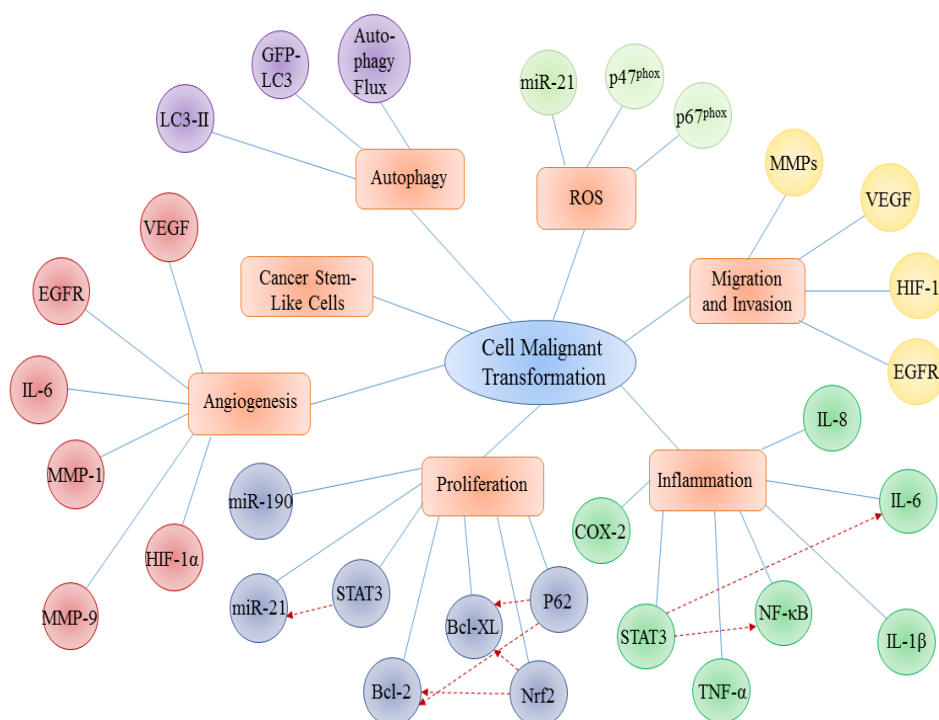 Auto-
phagy
Flux
GFP-
LC3
LC3-II
Autophagy
miR-21
p47phox
p67phox
ROS
MMPs
VEGF
HIF-1
EGFR
Migration
and Invasion
VEGF
EGFR
IL-6
MMP-1
MMP-9
HIF-1α
Angiogenesis
Cancer Stem-
Like Cells
Cell Malignant
Transformation
Proliferation
miR-190
miR-21
STAT3
Bcl-2
Bcl-XL
P62
Nrf2
Inflammation
IL-8
COX-2
IL-6
STAT3
NF-κB
TNF-α
IL-1β